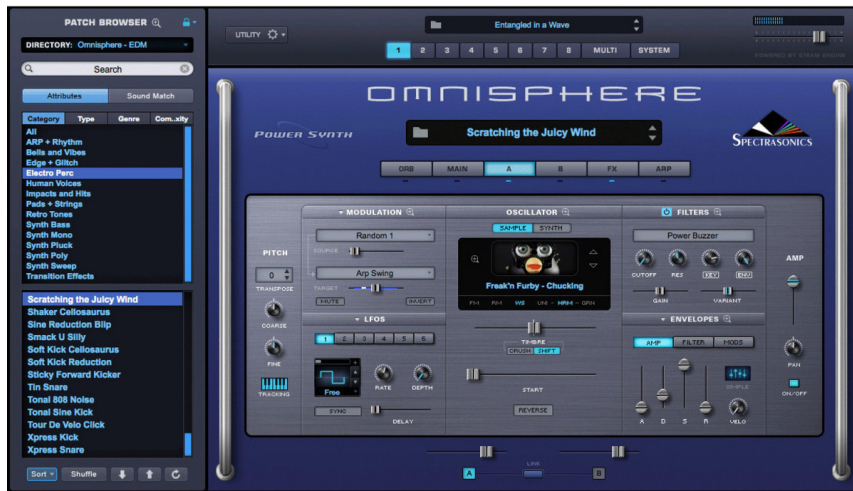 PATCH BROWSER
DIRECTORY: Omnisphere - EDM
Search
Attributes Sound Match
Category Type Genre Com..xity
All
ARP + Rhythm
Bells and Vibes
Edge + Glitch
Electro Perc
Human Voices
Impacts and Hits
Pads + Strings
Retro Tones
Synth Bass
Synth Mono
Synth Pluck
Synth Poly
Synth Sweep
Transition Effects
Scratching the Juicy Wind
Shaker Cellosaurus
Sine Reduction Blip
Smack U Silly
Soft Kick Cellosaurus
Soft Kick Reduction
Sticky Forward Kicker
Tin Snare
Tonal 808 Noise
Tonal Sine Kick
Tour De Velo Click
Xpress Kick
Xpress Snare
Sort Shuffle
UTILITY
Entangled in a Wave
1 2 3 4 5 6 7 8 MULTI SYSTEM
OMNISPHERE
POWER SYNTH
Scratching the Juicy Wind
SPECTRASONICS
ORB MAIN A B FX ARP
PITCH
0
TRANSPOSE
COARSE
FINE
TRACKING
MODULATION
Random 1
SOURCE
Arp Swing
TARGET
MUTE INVERT
LFOS
1 2 3 4 5 6
Free
RATE DEPTH
SYNC
DELAY
OSCILLATOR
SAMPLE SYNTH
Freak'n Furby - Chucking
FM RM WS UNI - HRM - GRN
TIMBRE
CRUSH SHIFT
START
REVERSE
FILTERS
Power Buzzer
CUTOFF RES KEY ENV
GAIN VARIANT
ENVELOPES
AMP FILTER MODS
SIMPLE
A D S R VELO
AMP
PAN
ON/OFF
LINK
A B